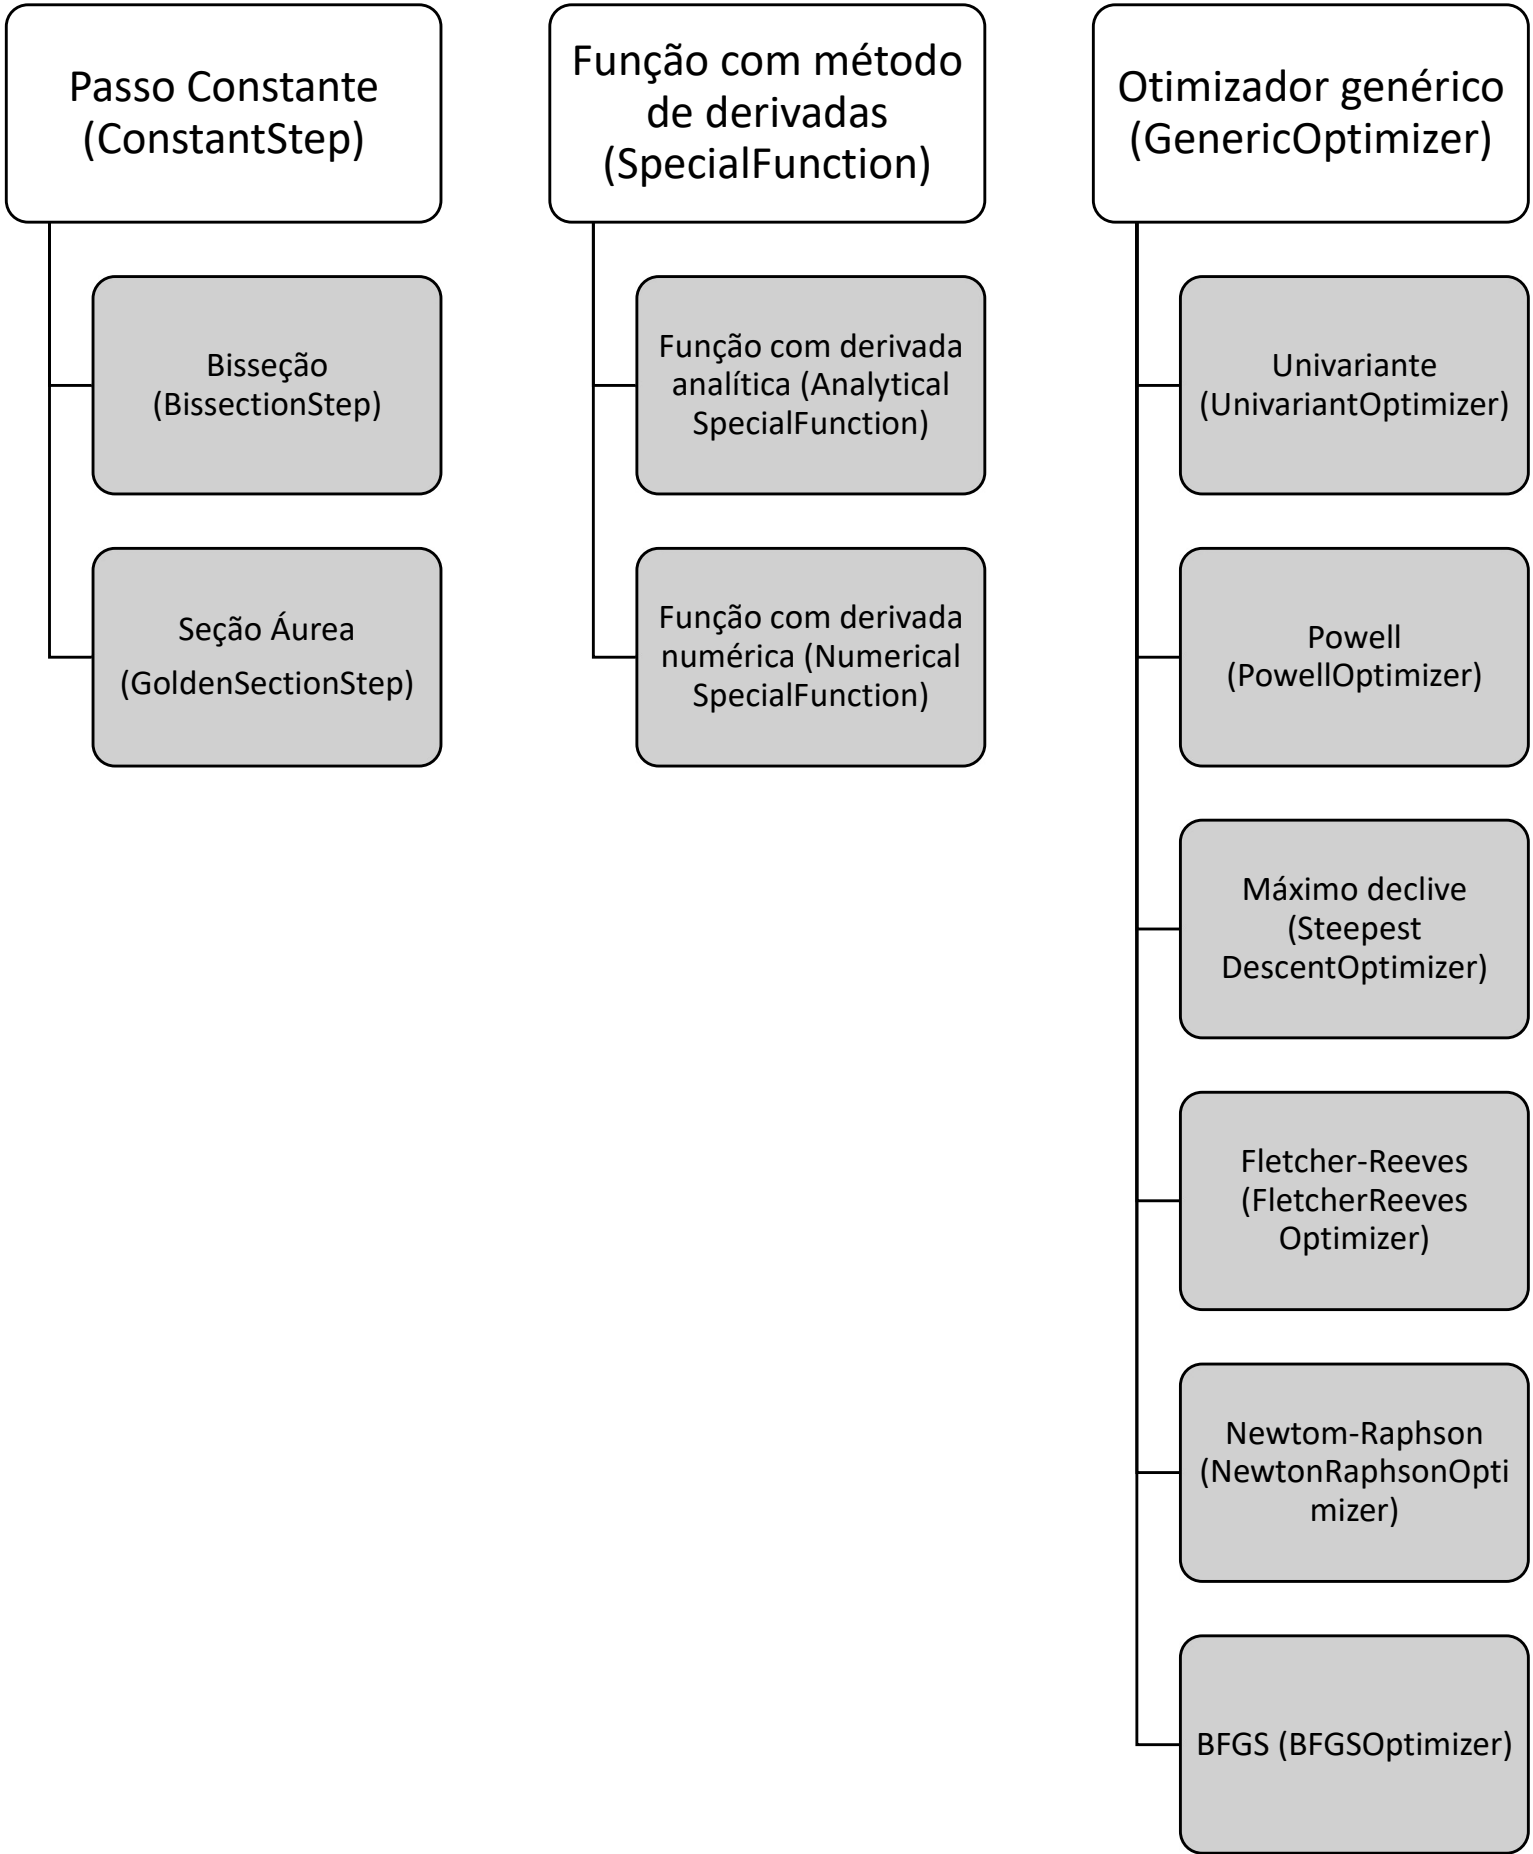 Passo Constante
(ConstantStep)
Bisseção
(BissectionStep)
Seção Áurea
(GoldenSectionStep)
Função com método
de derivadas
(SpecialFunction)
Função com derivada
analítica (Analytical
SpecialFunction)
Função com derivada
numérica (Numerical
SpecialFunction)
Otimizador genérico
(GenericOptimizer)
Univariante
(UnivariantOptimizer)
Powell
(PowellOptimizer)
Máximo declive
(Steepest
DescentOptimizer)
Fletcher-Reeves
(FletcherReeves
Optimizer)
Newtom-Raphson
(NewtonRaphsonOpti
mizer)
BFGS (BFGSOptimizer)